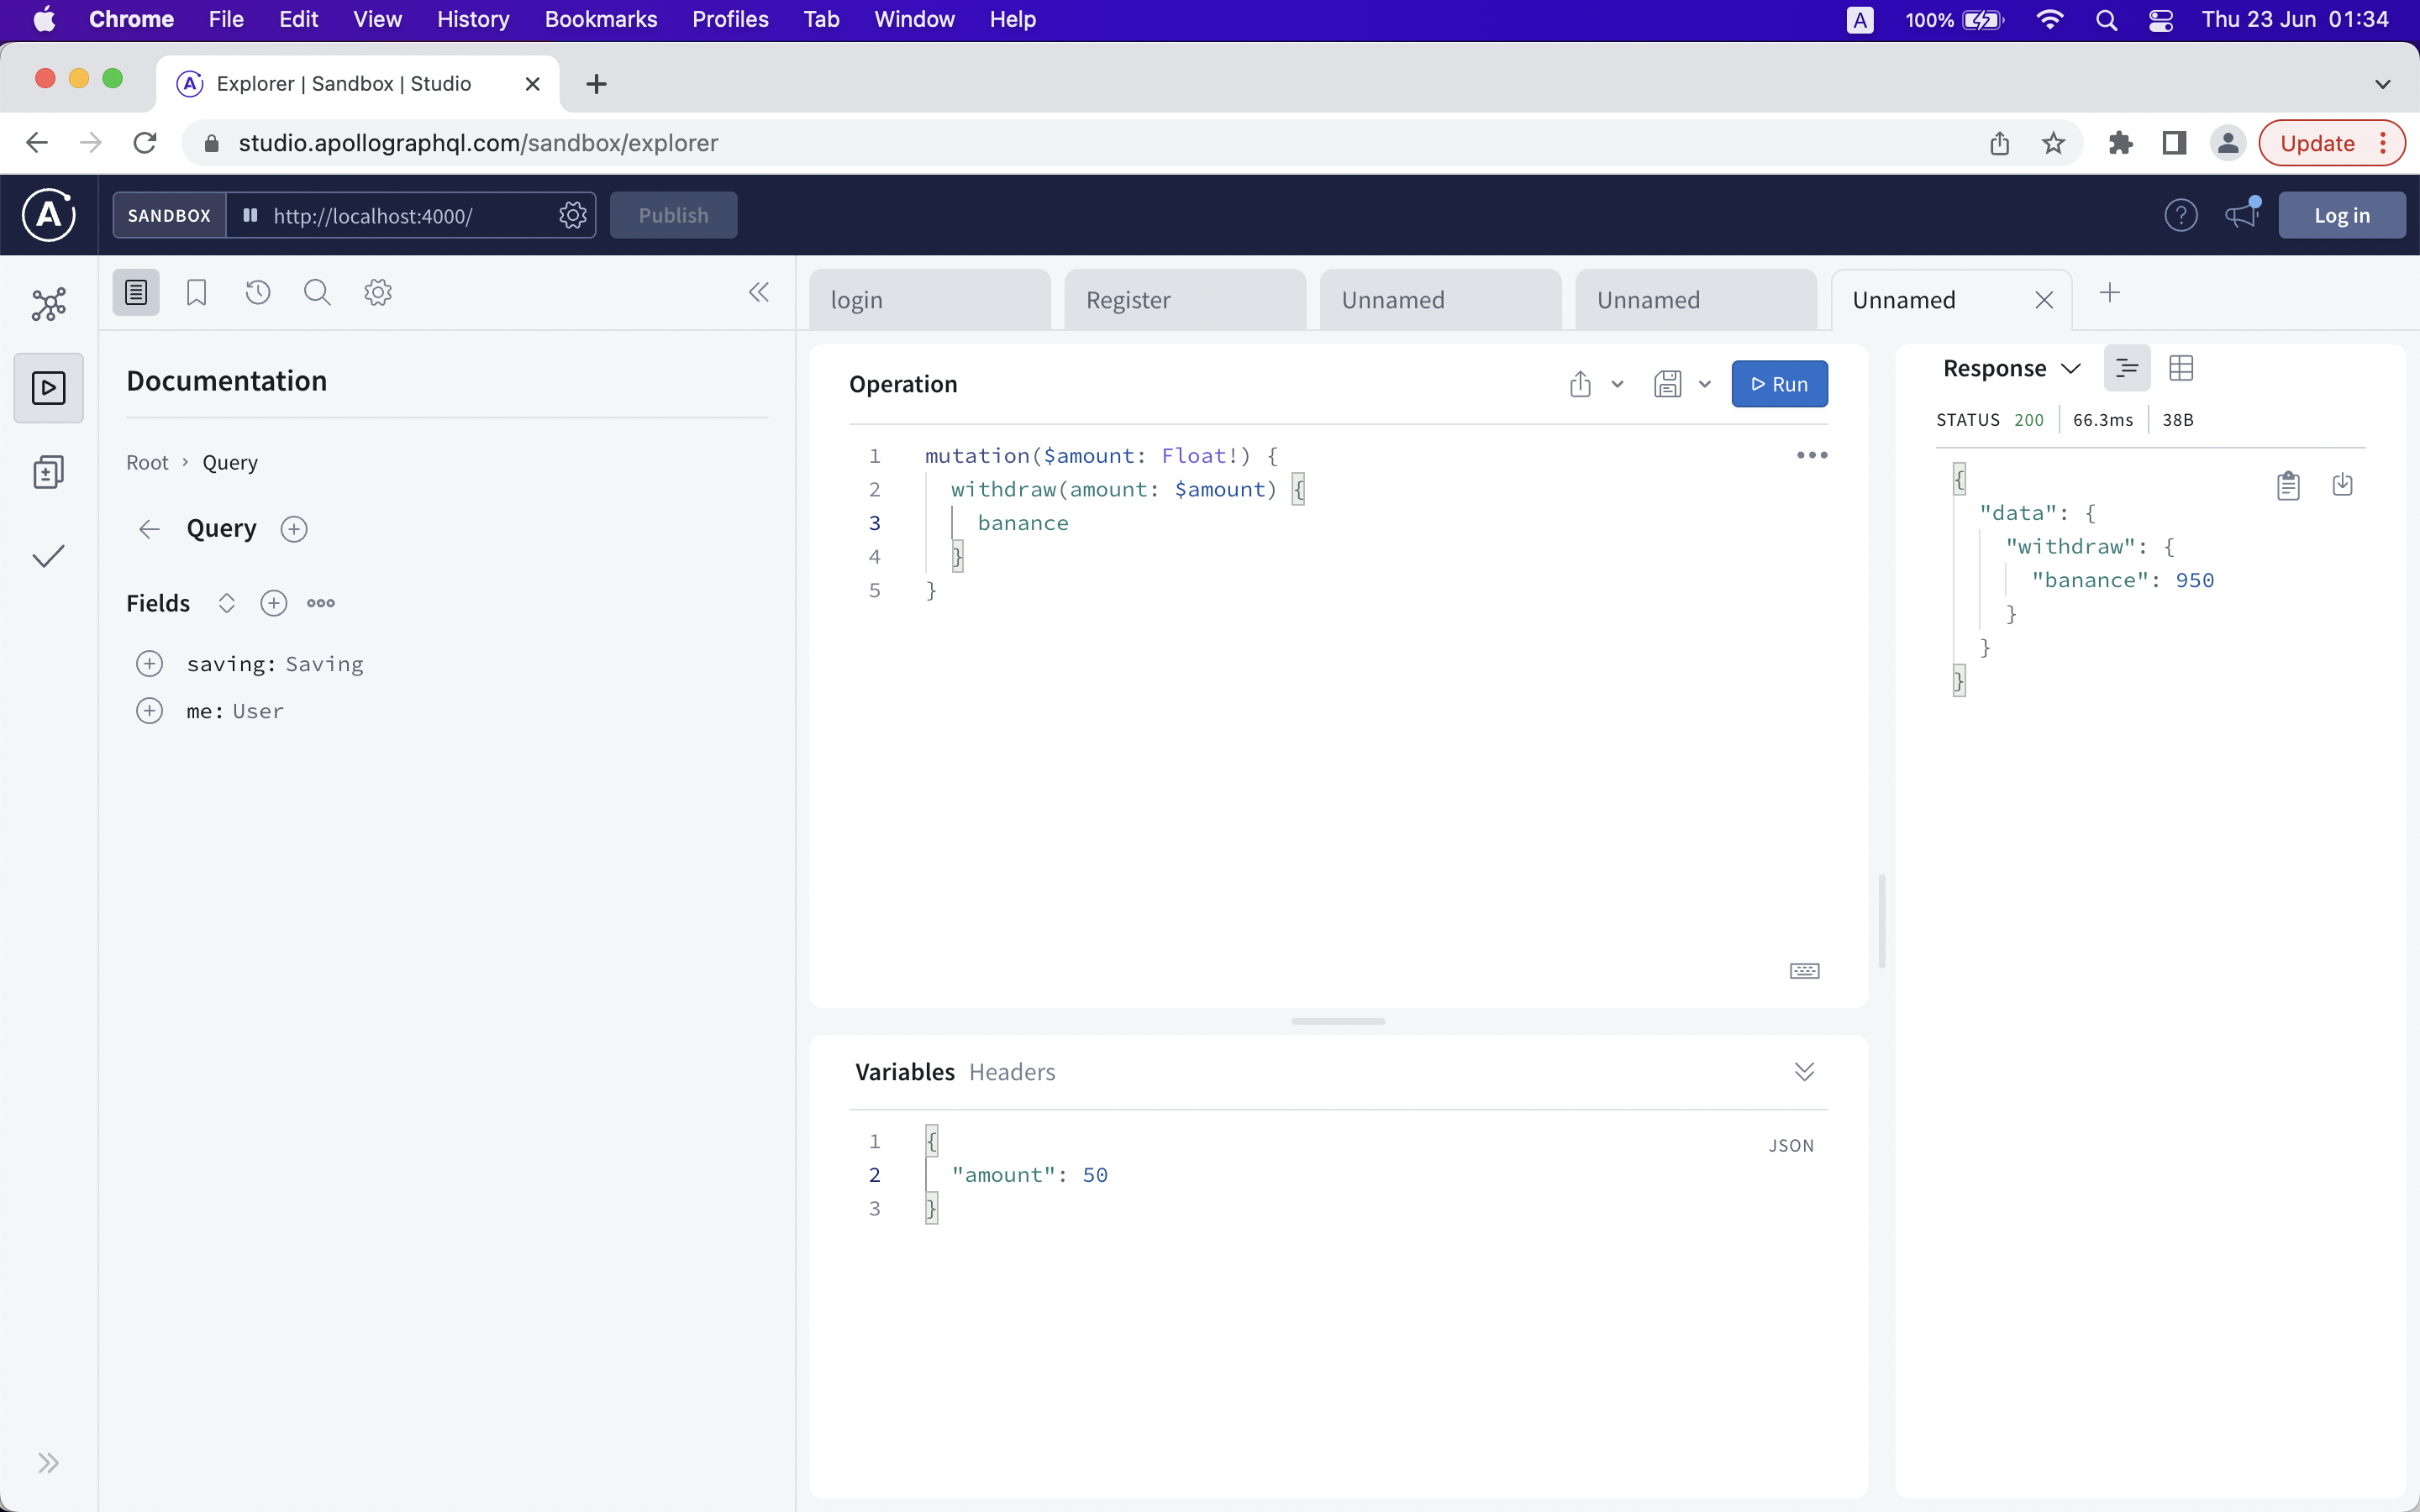 Chrome File Edit View History Bookmarks Profiles Tab Window Help A 100% Thu 23 Jun 01:34
Explorer | Sandbox | Studio
studio.apollographql.com/sandbox/explorer Update
SANDBOX http://localhost:4000/ Publish Log in
login Register Unnamed Unnamed Unnamed
Documentation
Root › Query
Query
Fields
saving: Saving
me: User
Operation Run
1 mutation($amount: Float!) {
2 withdraw(amount: $amount) {
3 banance
4 }
5 }
Variables Headers
JSON
1 {
2 "amount": 50
3 }
Response
STATUS 200 66.3ms 38B
{
"data": {
"withdraw": {
"banance": 950
}
}
}